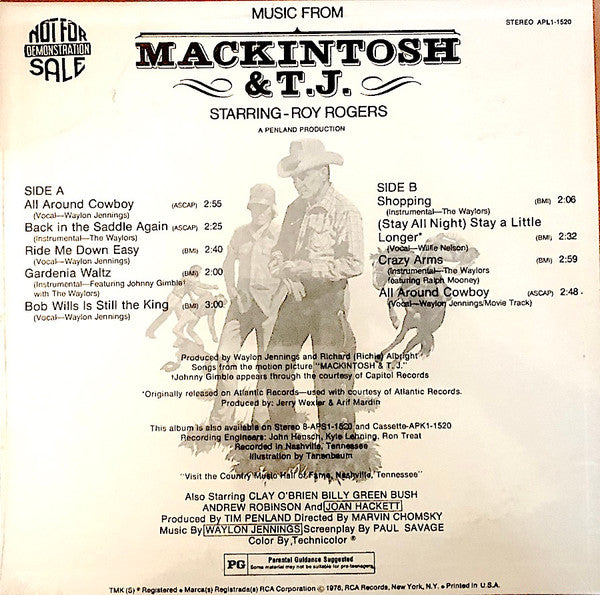 MUSIC FROM
STEREO APL1-1520
NOT FOR
DEMONSTRATION
SALE
MACKINTOSH
& T.J.
STARRING-ROY ROGERS
A PENLAND PRODUCTION
SIDE A
All Around Cowboy (ASCAP) 2:55
(Vocal—Waylon Jennings)
Back in the Saddle Again (ASCAP) 2:25
(Instrumental—The Waylors)
Ride Me Down Easy (BMI) 2:40
(Vocal—Waylon Jennings)
Gardenia Waltz (BMI) 2:00
(Instrumental—Featuring Johnny Gimble†
with The Waylors)
Bob Wills Is Still the King (BMI) 3:00
(Vocal—Waylon Jennings)
SIDE B
Shopping (BMI) 2:06
(Instrumental—The Waylors)
(Stay All Night) Stay a Little
Longer* (BMI) 2:32
(Vocal—Willie Nelson)
Crazy Arms (BMI) 2:59
(Instrumental—The Waylors
featuring Ralph Mooney)
All Around Cowboy (ASCAP) 2:48
(Vocal—Waylon Jennings/Movie Track)
Produced by Waylon Jennings and Richard (Richie) Albright
Songs from the motion picture "MACKINTOSH & T.J."
†Johnny Gimble appears through the courtesy of Capitol Records
*Originally released on Atlantic Records—used with courtesy of Atlantic Records.
Produced by: Jerry Wexler & Arif Mardin
This album is also available on Stereo 8-APS1-1520 and Cassette-APK1-1520
Recording Engineers: John Hensch, Kyle Lehning, Ron Treat
Recorded in Nashville, Tennessee
Illustration by Tanenbaum
"Visit the Country Music Hall of Fame, Nashville, Tennessee"
Also Starring CLAY O'BRIEN BILLY GREEN BUSH
ANDREW ROBINSON And JOAN HACKETT
Produced By TIM PENLAND Directed By MARVIN CHOMSKY
Music By WAYLON JENNINGS Screenplay By PAUL SAVAGE
Color By Technicolor ®
PG Parental Guidance Suggested
Some material may not be suitable for pre-teenagers
TMK (S) ® Registered • Marca(s) Registrada(s) RCA Corporation © 1976, RCA Records, New York, N.Y. • Printed in U.S.A.